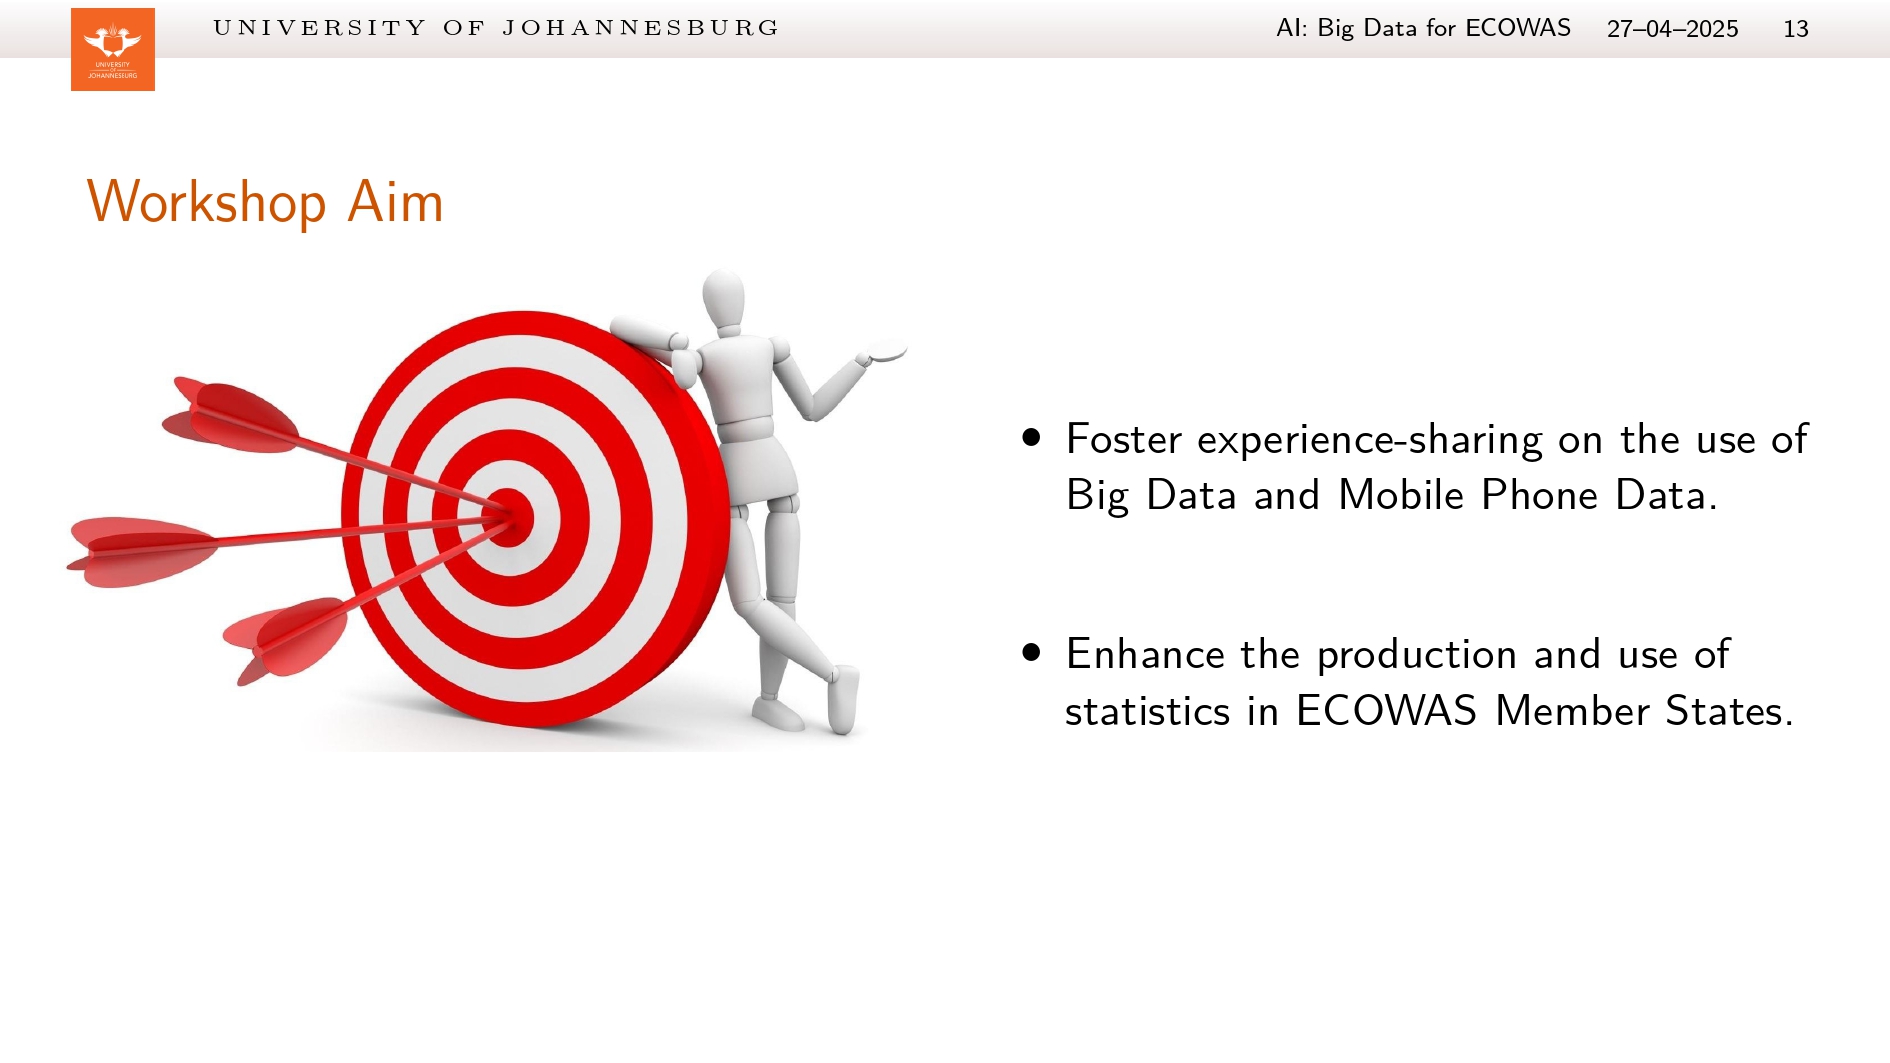 UNIVERSITY
OF
JOHANNESBURG
UNIVERSITY OF JOHANNESBURG
AI: Big Data for ECOWAS 27–04–2025 13
Workshop Aim
• Foster experience-sharing on the use of
Big Data and Mobile Phone Data.
• Enhance the production and use of
statistics in ECOWAS Member States.